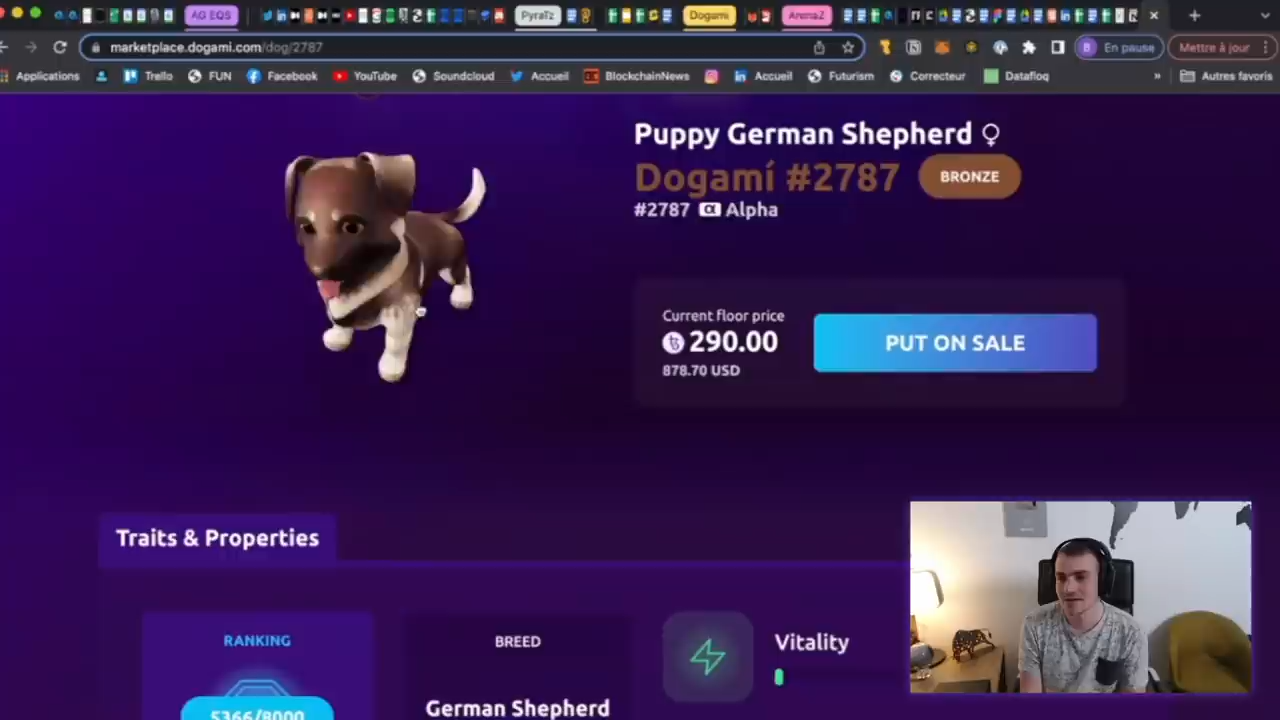 AG EQS
PyraTz
Dogami
ArenaZ
marketplace.dogami.com/dog/2787
B En pause
Mettre à jour
Applications
Trello
FUN
Facebook
YouTube
Soundcloud
Accueil
BlockchainNews
Accueil
Futurism
Correcteur
Datafloq
»
Autres favoris
Puppy German Shepherd ♀
Dogamí #2787 BRONZE
#2787 α Alpha
Current floor price
290.00
878.70 USD
PUT ON SALE
Traits & Properties
RANKING
5366/8000
BREED
German Shepherd
Vitality